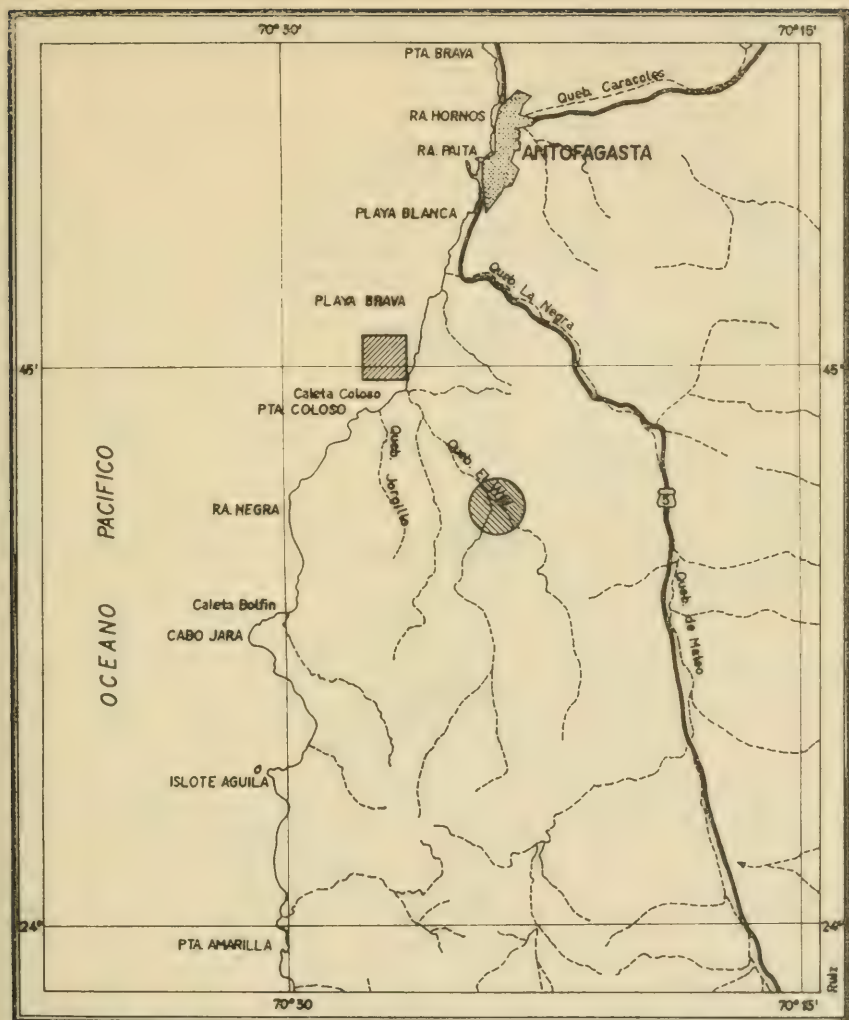 70°30'
70°15'
PTA. BRAVA
Queb. Caracoles
RA. HORNOS
RA. PAITA
ANTOFAGASTA
PLAYA BLANCA
Queb. La Negra
PLAYA BRAVA
45'
45'
Caleta Coloso
PTA. COLOSO
Queb. Jorgillo
Queb. El
OCEANO PACIFICO
RA. NEGRA
5
Caleta Bolfin
CABO JARA
Queb. de Mateo
ISLOTE AGUILA
24°
24°
PTA. AMARILLA
Ruiz
70°30
70°15'